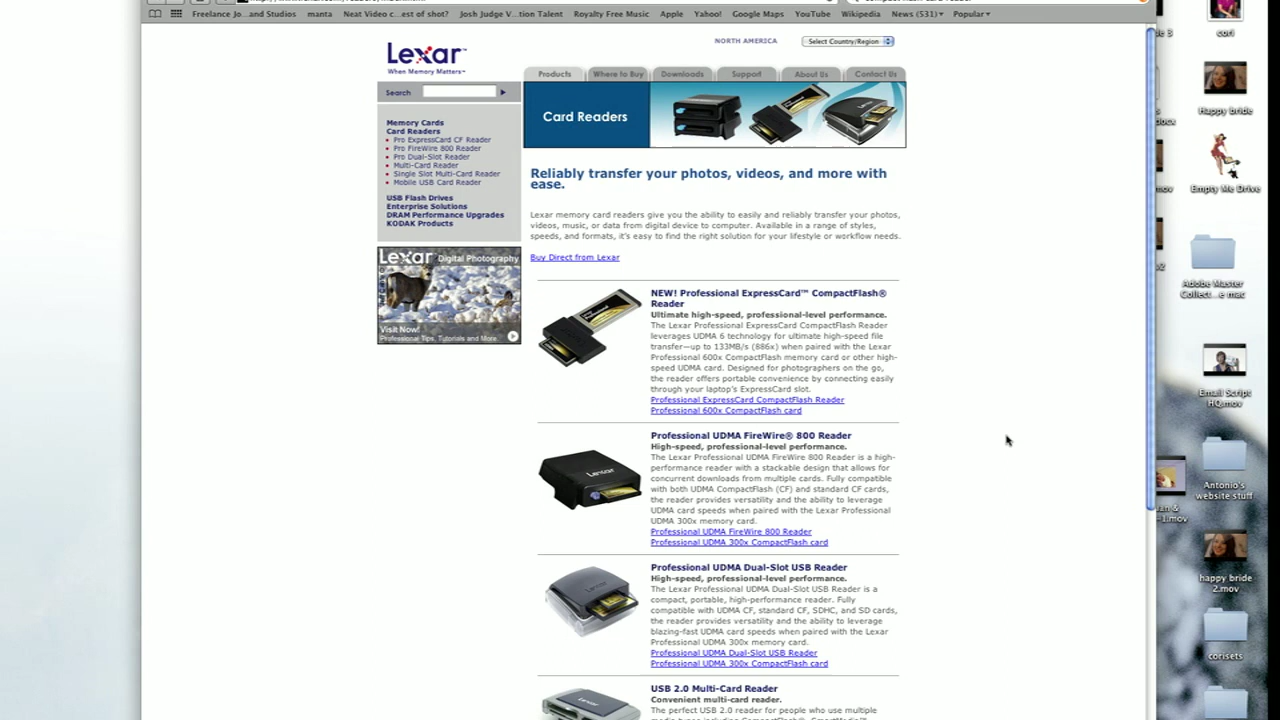 Freelance Jo...and Studios manta Neat Video c...est of shot? Josh Judge V...tion Talent Royalty Free Music Apple Yahoo! Google Maps YouTube Wikipedia News (531)▾ Popular▾
Lexar
When Memory Matters™
NORTH AMERICA
Select Country/Region
Products Where to Buy Downloads Support About Us Contact Us
Search
Memory Cards
Card Readers
Pro ExpressCard CF Reader
Pro FireWire 800 Reader
Pro Dual-Slot Reader
Multi-Card Reader
Single Slot Multi-Card Reader
Mobile USB Card Reader
USB Flash Drives
Enterprise Solutions
DRAM Performance Upgrades
KODAK Products
Lexar Digital Photography
Visit Now!
Professional Tips, Tutorials and More.
Card Readers
Reliably transfer your photos, videos, and more with
ease.
Lexar memory card readers give you the ability to easily and reliably transfer your photos,
videos, music, or data from digital device to computer. Available in a range of styles,
speeds, and formats, it's easy to find the right solution for your lifestyle or workflow needs.
Buy Direct from Lexar
NEW! Professional ExpressCard™ CompactFlash®
Reader
Ultimate high-speed, professional-level performance.
The Lexar Professional ExpressCard CompactFlash Reader
leverages UDMA 6 technology for ultimate high-speed file
transfer—up to 133MB/s (886x) when paired with the Lexar
Professional 600x CompactFlash memory card or other high-
speed UDMA card. Designed for photographers on the go,
the reader offers portable convenience by connecting easily
through your laptop's ExpressCard slot.
Professional ExpressCard CompactFlash Reader
Professional 600x CompactFlash card
Professional UDMA FireWire® 800 Reader
High-speed, professional-level performance.
The Lexar Professional UDMA FireWire 800 Reader is a high-
performance reader with a stackable design that allows for
concurrent downloads from multiple cards. Fully compatible
with both UDMA CompactFlash (CF) and standard CF cards,
the reader provides versatility and the ability to leverage
UDMA card speeds when paired with the Lexar Professional
UDMA 300x memory card.
Professional UDMA FireWire 800 Reader
Professional UDMA 300x CompactFlash card
Professional UDMA Dual-Slot USB Reader
High-speed, professional-level performance.
The Lexar Professional UDMA Dual-Slot USB Reader is a
compact, portable, high-performance reader. Fully
compatible with UDMA CF, standard CF, SDHC, and SD cards,
the reader provides versatility and the ability to leverage
blazing-fast UDMA card speeds when paired with the Lexar
Professional UDMA 300x memory card.
Professional UDMA Dual-Slot USB Reader
Professional UDMA 300x CompactFlash card
USB 2.0 Multi-Card Reader
Convenient multi-card reader.
The perfect USB 2.0 reader for people who use multiple
cori
Happy bride
Empty Me Drive
Adobe Master
Collect...e mac
Email Script
HQ.mov
Antonio's
website stuff
happy bride
2.mov
corisets